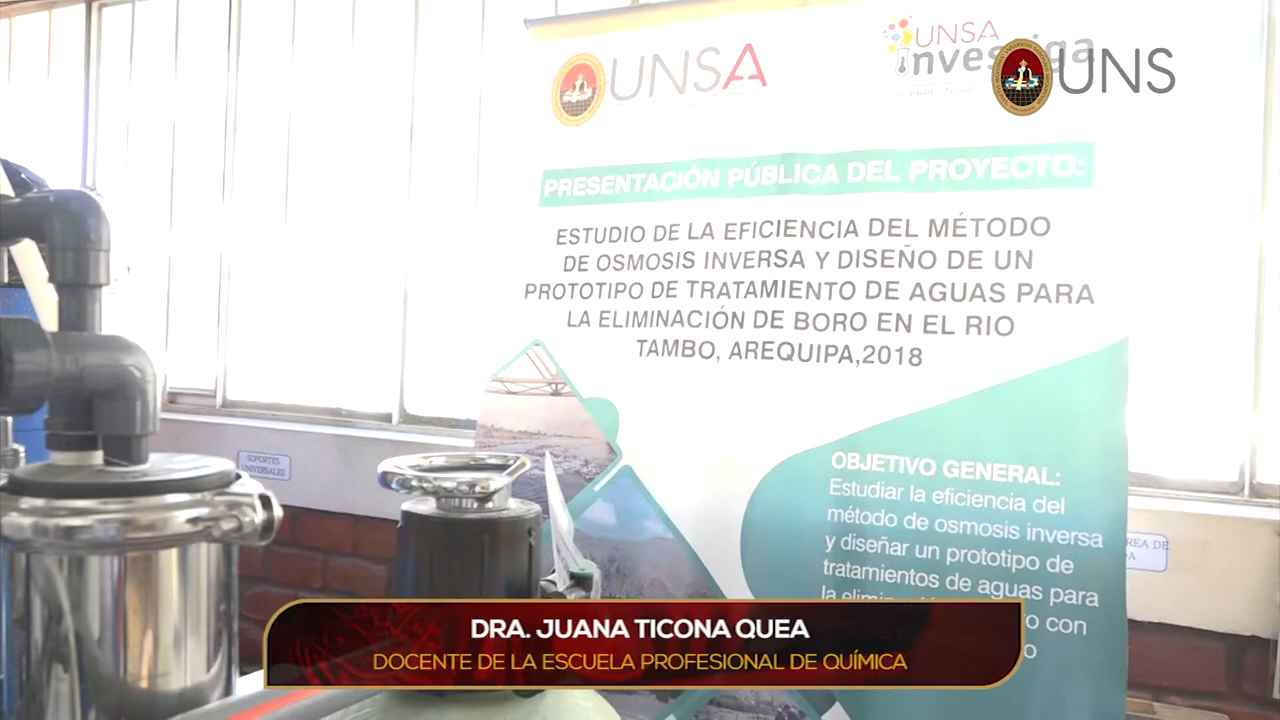 UNSA
UNSA
investiga
UNS
PRESENTACIÓN PÚBLICA DEL PROYECTO:
ESTUDIO DE LA EFICIENCIA DEL MÉTODO
DE OSMOSIS INVERSA Y DISEÑO DE UN
PROTOTIPO DE TRATAMIENTO DE AGUAS PARA
LA ELIMINACIÓN DE BORO EN EL RIO
TAMBO, AREQUIPA,2018
SOPORTES
UNIVERSALES
OBJETIVO GENERAL:
Estudiar la eficiencia del
método de osmosis inversa
y diseñar un prototipo de
tratamientos de aguas para
con
DRA. JUANA TICONA QUEA
DOCENTE DE LA ESCUELA PROFESIONAL DE QUÍMICA